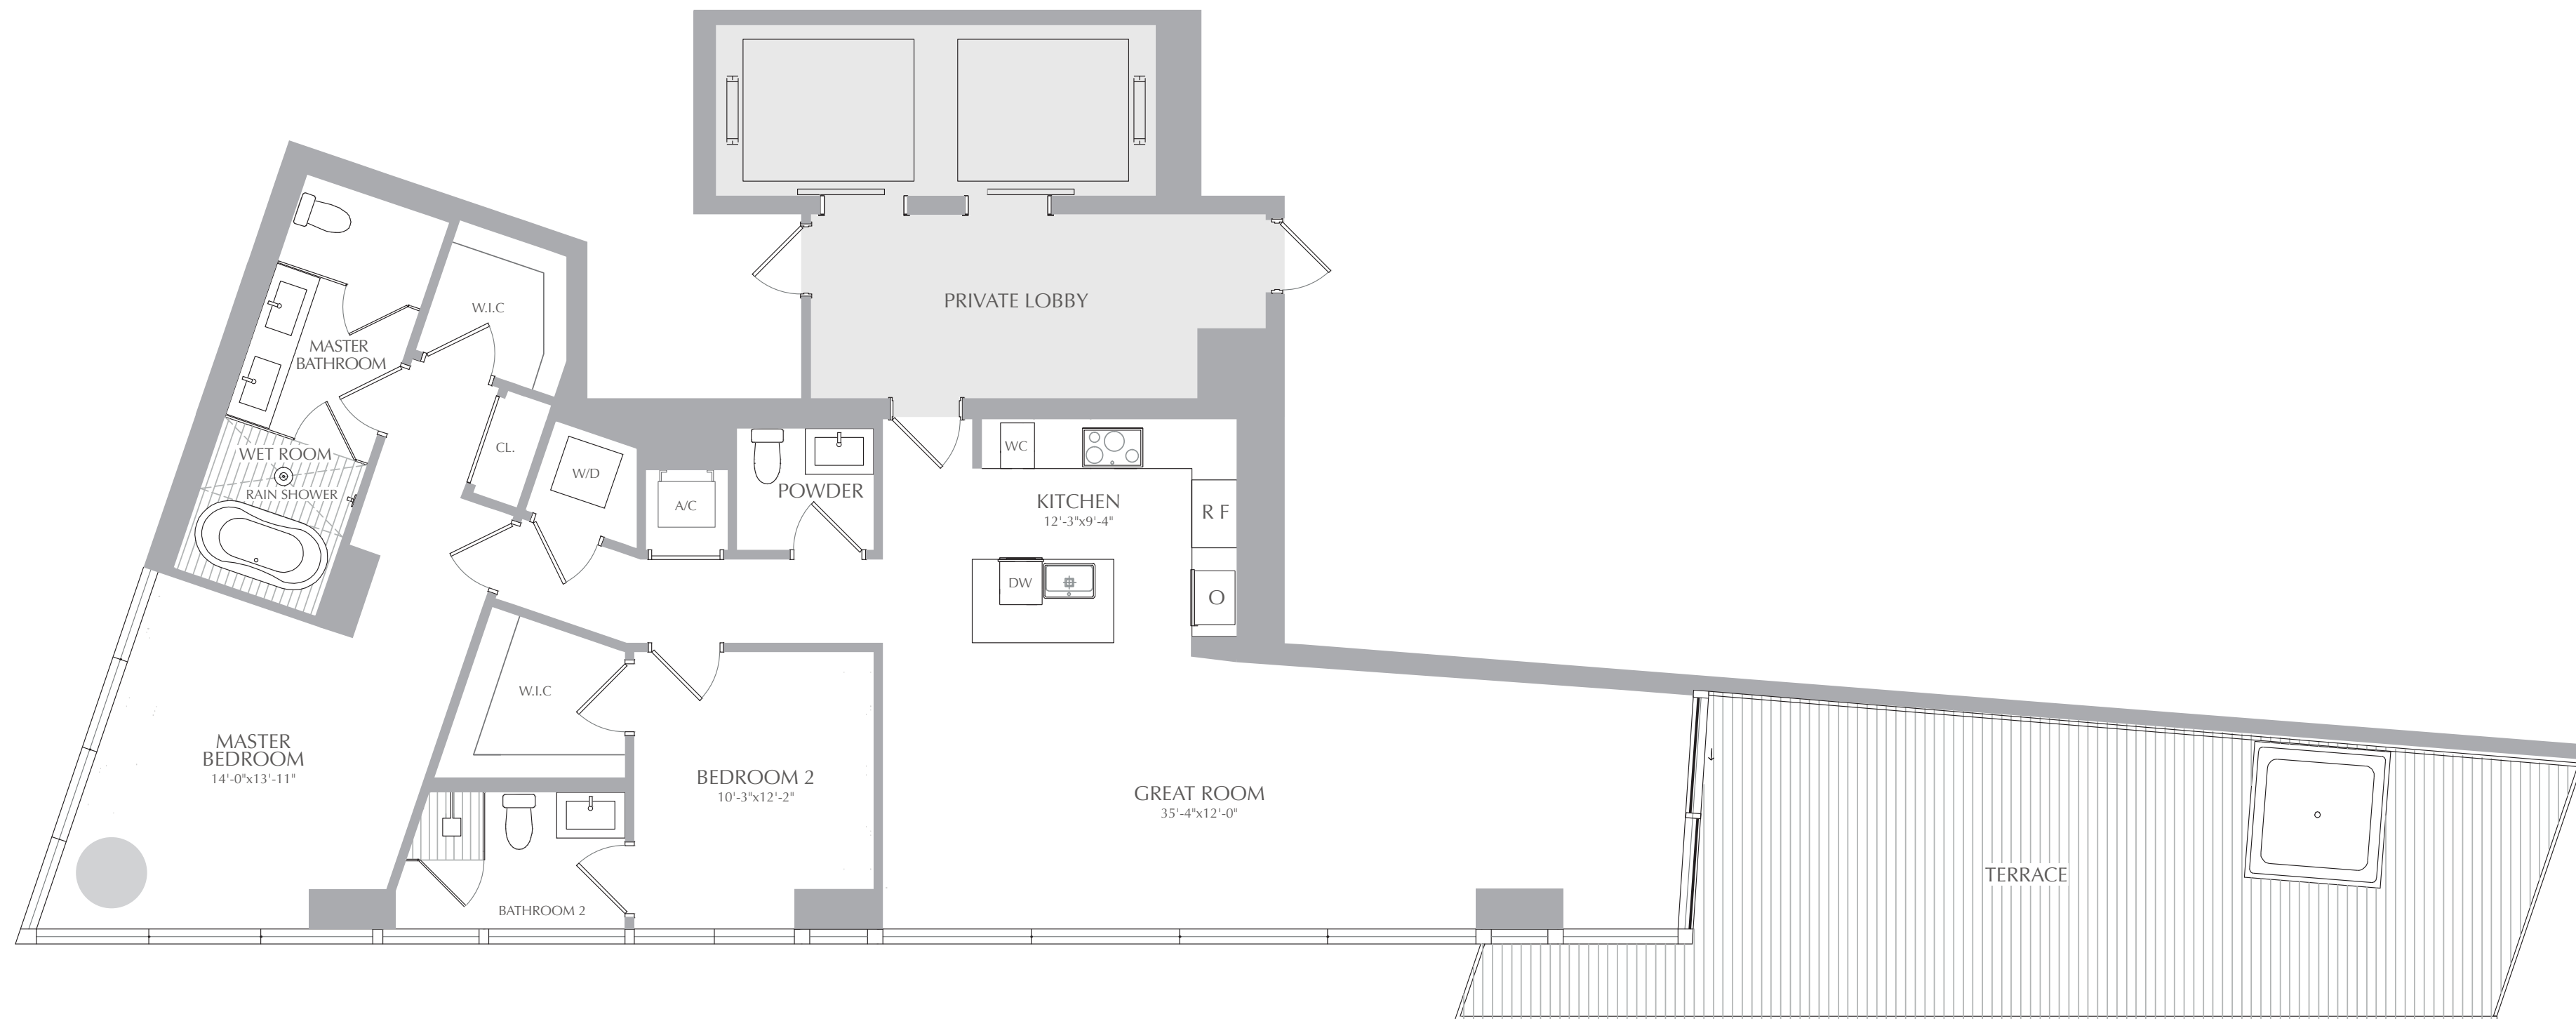 PRIVATE LOBBY
W.I.C
MASTER
BATHROOM
WET ROOM
RAIN SHOWER
CL.
W/D
A/C
POWDER
WC
KITCHEN
12'-3"x9'-4"
R F
DW
O
W.I.C
MASTER
BEDROOM
14'-0"x13'-11"
BEDROOM 2
10'-3"x12'-2"
GREAT ROOM
35'-4"x12'-0"
TERRACE
BATHROOM 2